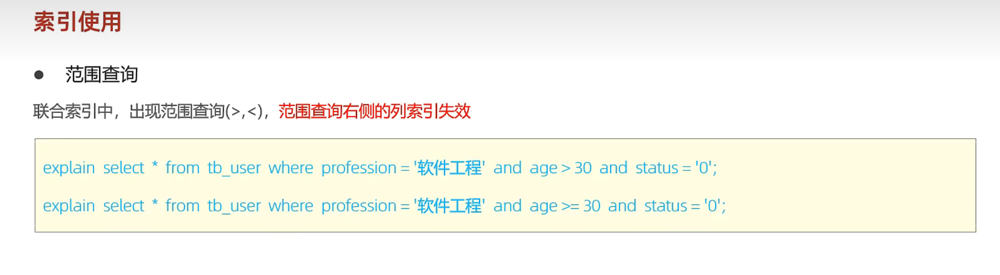 索引使用
● 范围查询
联合索引中，出现范围查询(>,<)，范围查询右侧的列索引失效
explain select * from tb_user where profession = '软件工程' and age > 30 and status = '0';
explain select * from tb_user where profession = '软件工程' and age >= 30 and status = '0';